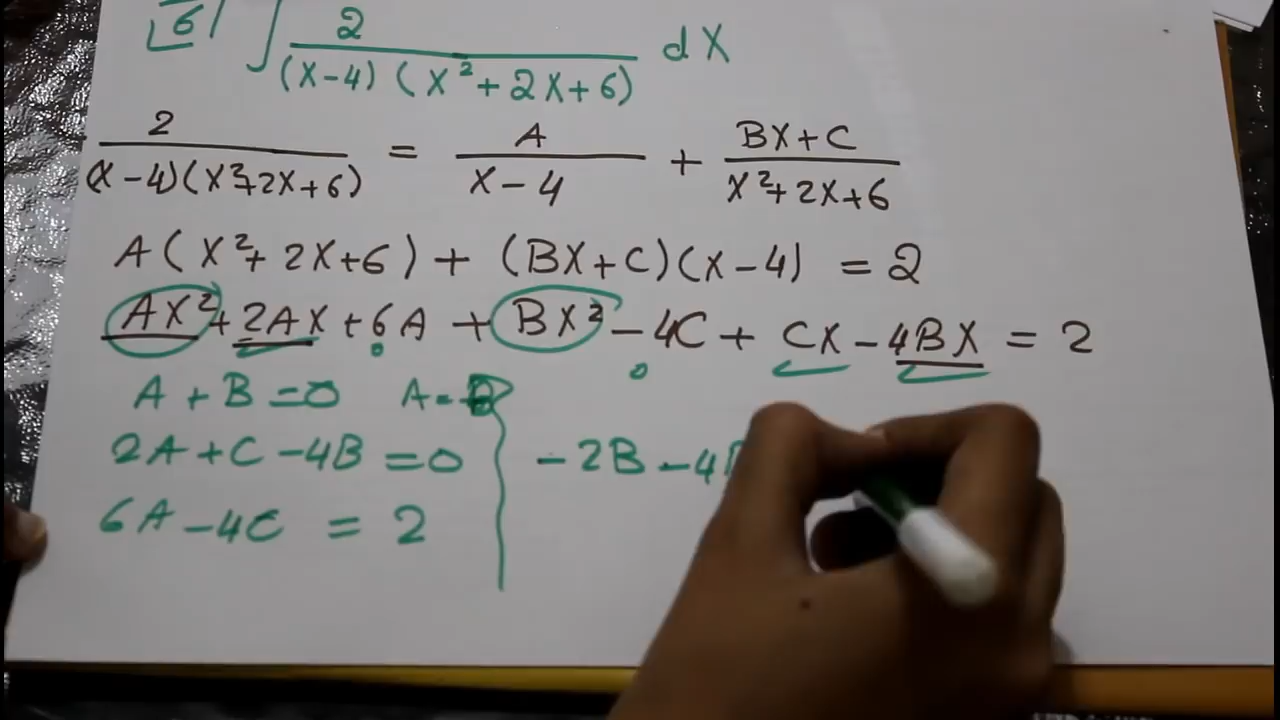 6) ∫ 2 / (X-4) (X²+2X+6) dX
2 / (X-4)(X²+2X+6) = A / X-4 + BX+C / X²+2X+6
A(X²+2X+6)+(BX+C)(X-4) = 2
AX²+2AX+6A+BX²-4C+CX-4BX = 2
A+B=0 A=-B
2A+C-4B=0 -2B-4B
6A-4C = 2